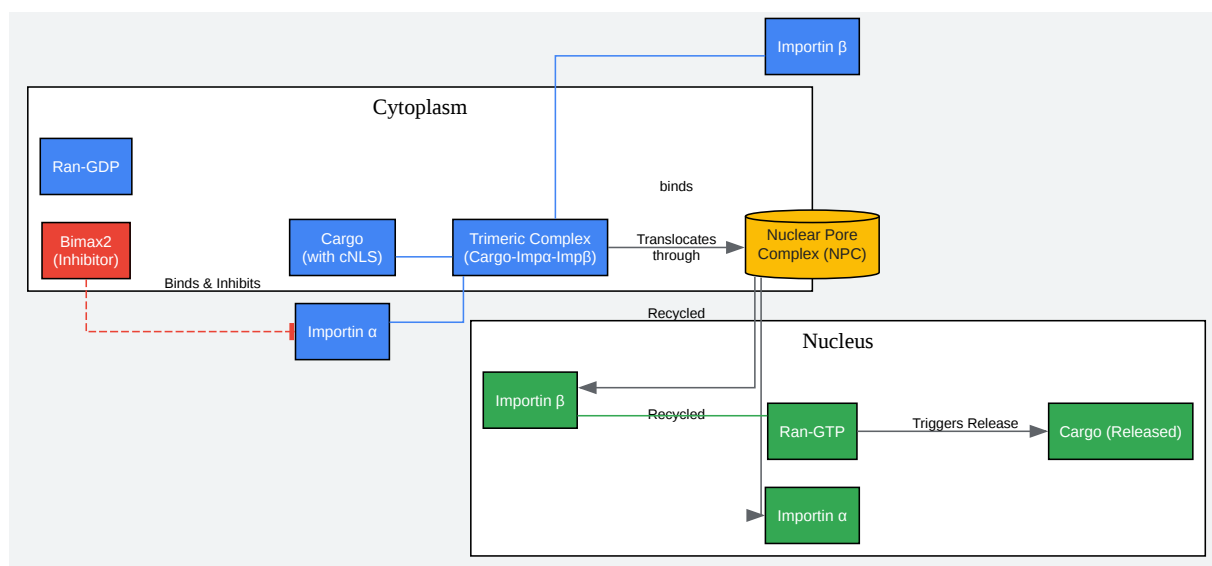 Importin β
Cytoplasm
Ran-GDP
binds
Bimax2
(Inhibitor)
Cargo
(with cNLS)
Trimeric Complex
(Cargo-Impα-Impβ)
Translocates
through
Nuclear Pore
Complex (NPC)
Binds & Inhibits
Importin α
Recycled
Nucleus
Importin β
Recycled
Ran-GTP
Triggers Release
Cargo (Released)
Importin α